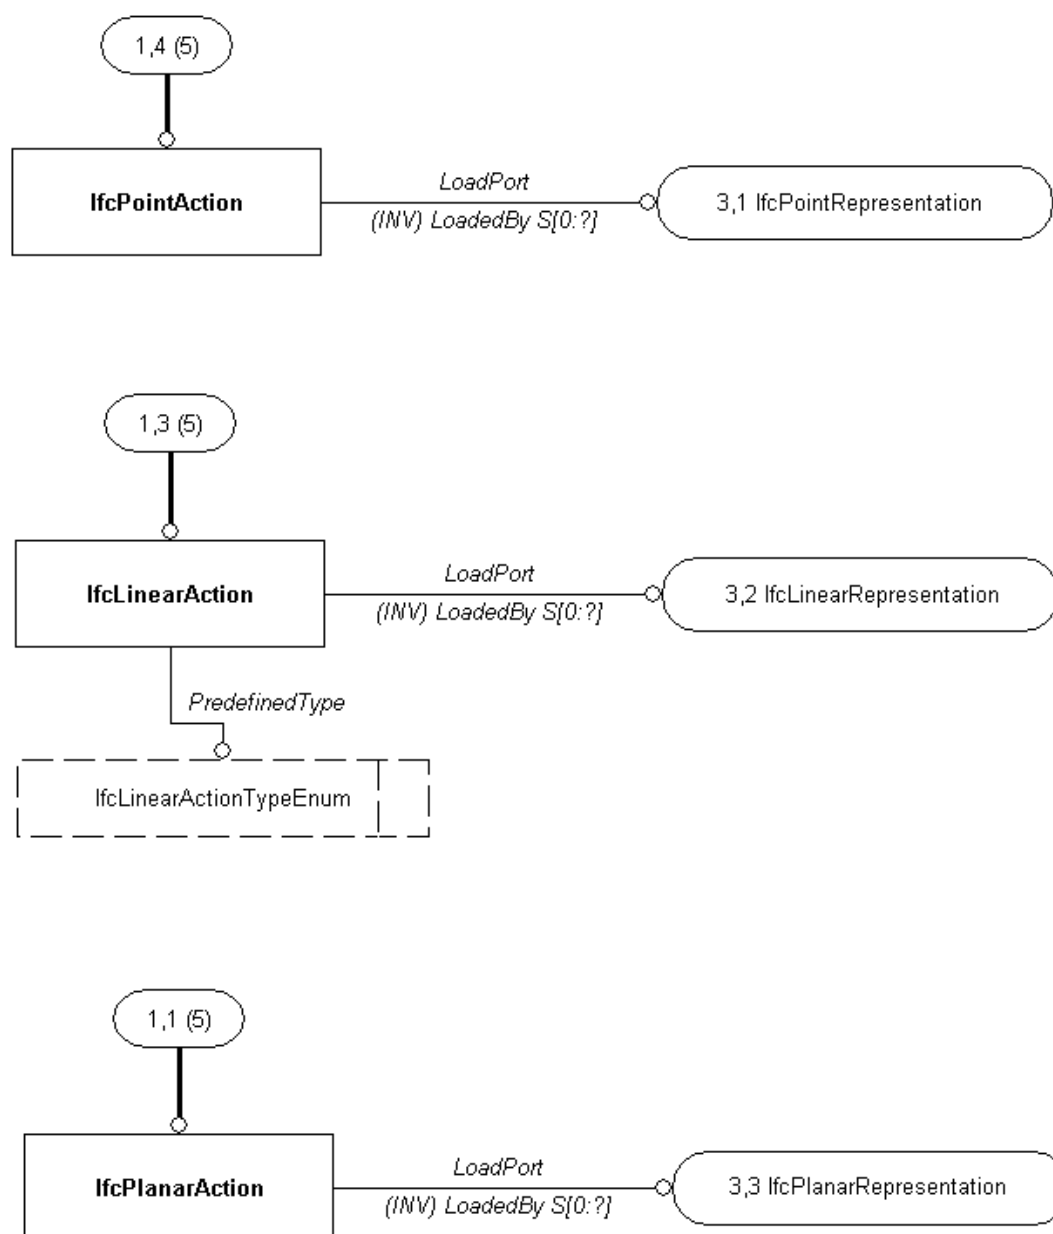 1,4 (5)
IfcPointAction
LoadPort
(INV) LoadedBy S[0:?]
3,1 IfcPointRepresentation
1,3 (5)
IfcLinearAction
LoadPort
(INV) LoadedBy S[0:?]
3,2 IfcLinearRepresentation
PredefinedType
IfcLinearActionTypeEnum
1,1 (5)
IfcPlanarAction
LoadPort
(INV) LoadedBy S[0:?]
3,3 IfcPlanarRepresentation